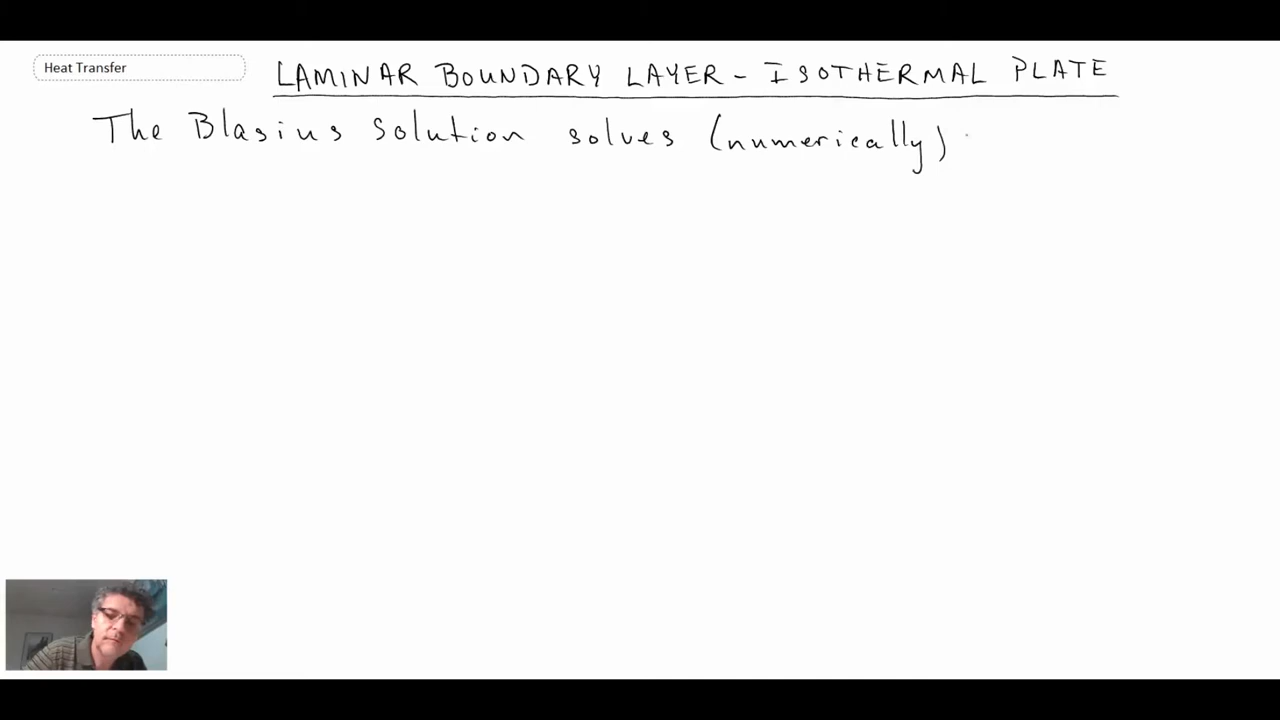 Heat Transfer
LAMINAR BOUNDARY LAYER - ISOTHERMAL PLATE
The Blasius Solution solves (numerically)